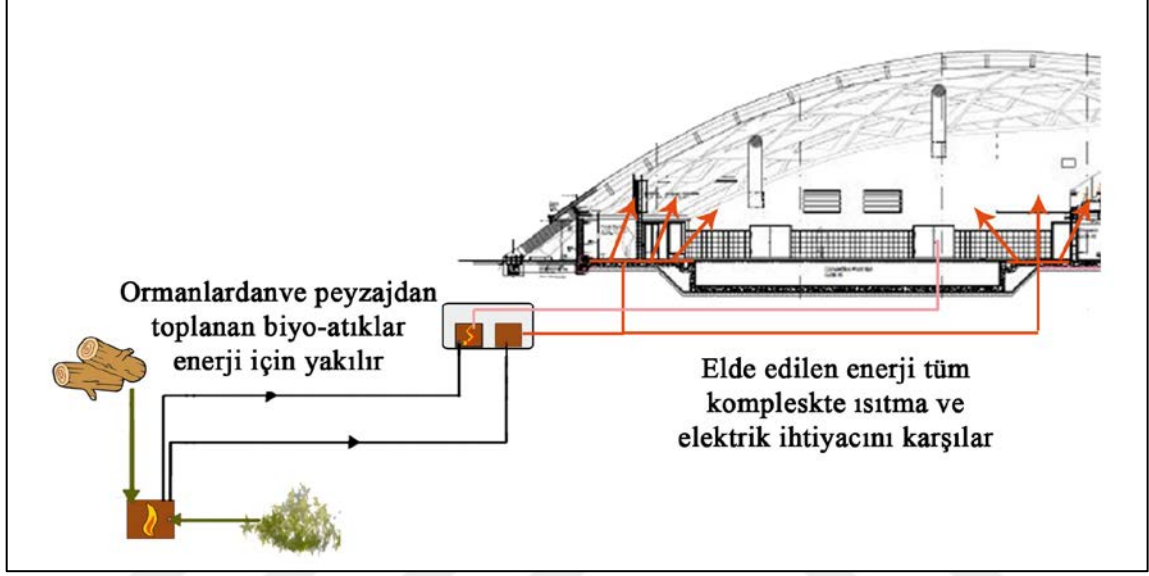 Ormanlardanve peyzajdan
toplanan biyo-atıklar
enerji için yakılır
Elde edilen enerji tüm
kompleskte ısıtma ve
elektrik ihtiyacını karşılar